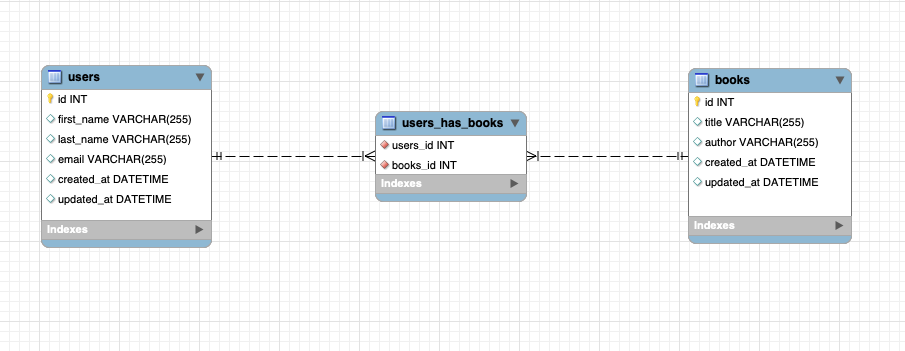 users
id INT
first_name VARCHAR(255)
last_name VARCHAR(255)
email VARCHAR(255)
created_at DATETIME
updated_at DATETIME
Indexes
users_has_books
users_id INT
books_id INT
Indexes
books
id INT
title VARCHAR(255)
author VARCHAR(255)
created_at DATETIME
updated_at DATETIME
Indexes